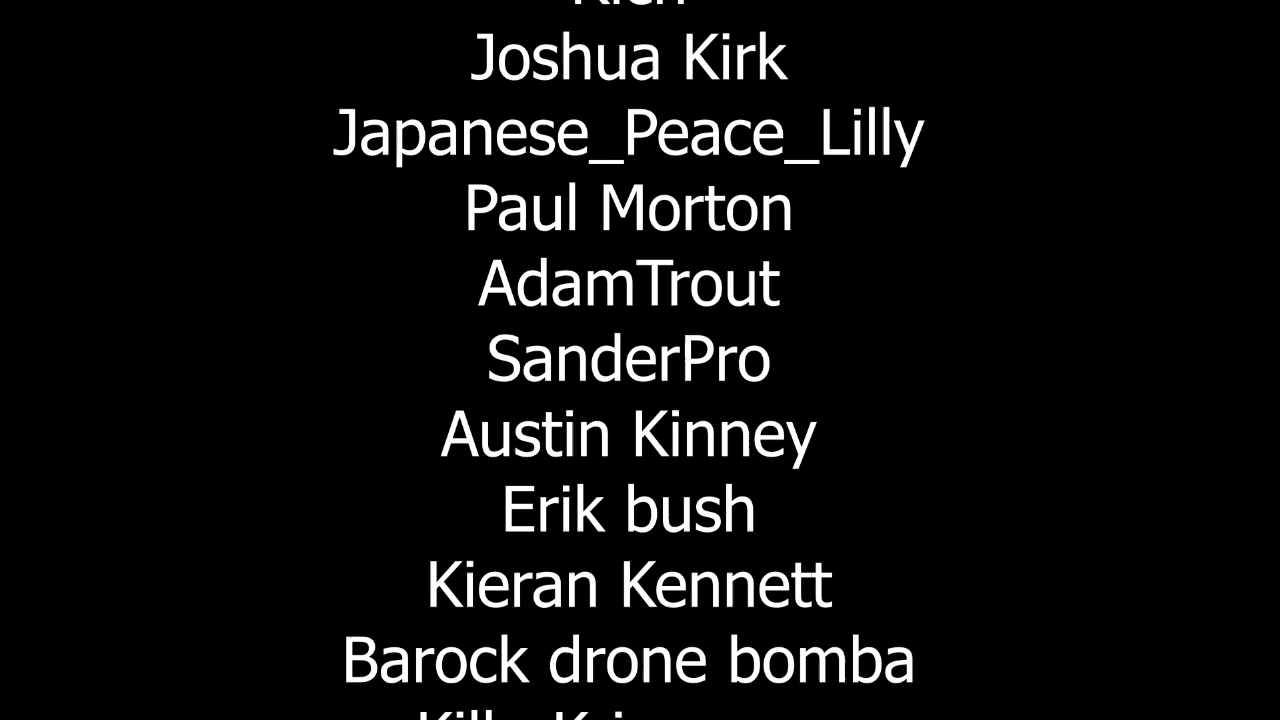 Joshua Kirk
Japanese_Peace_Lilly
Paul Morton
AdamTrout
SanderPro
Austin Kinney
Erik bush
Kieran Kennett
Barock drone bomba